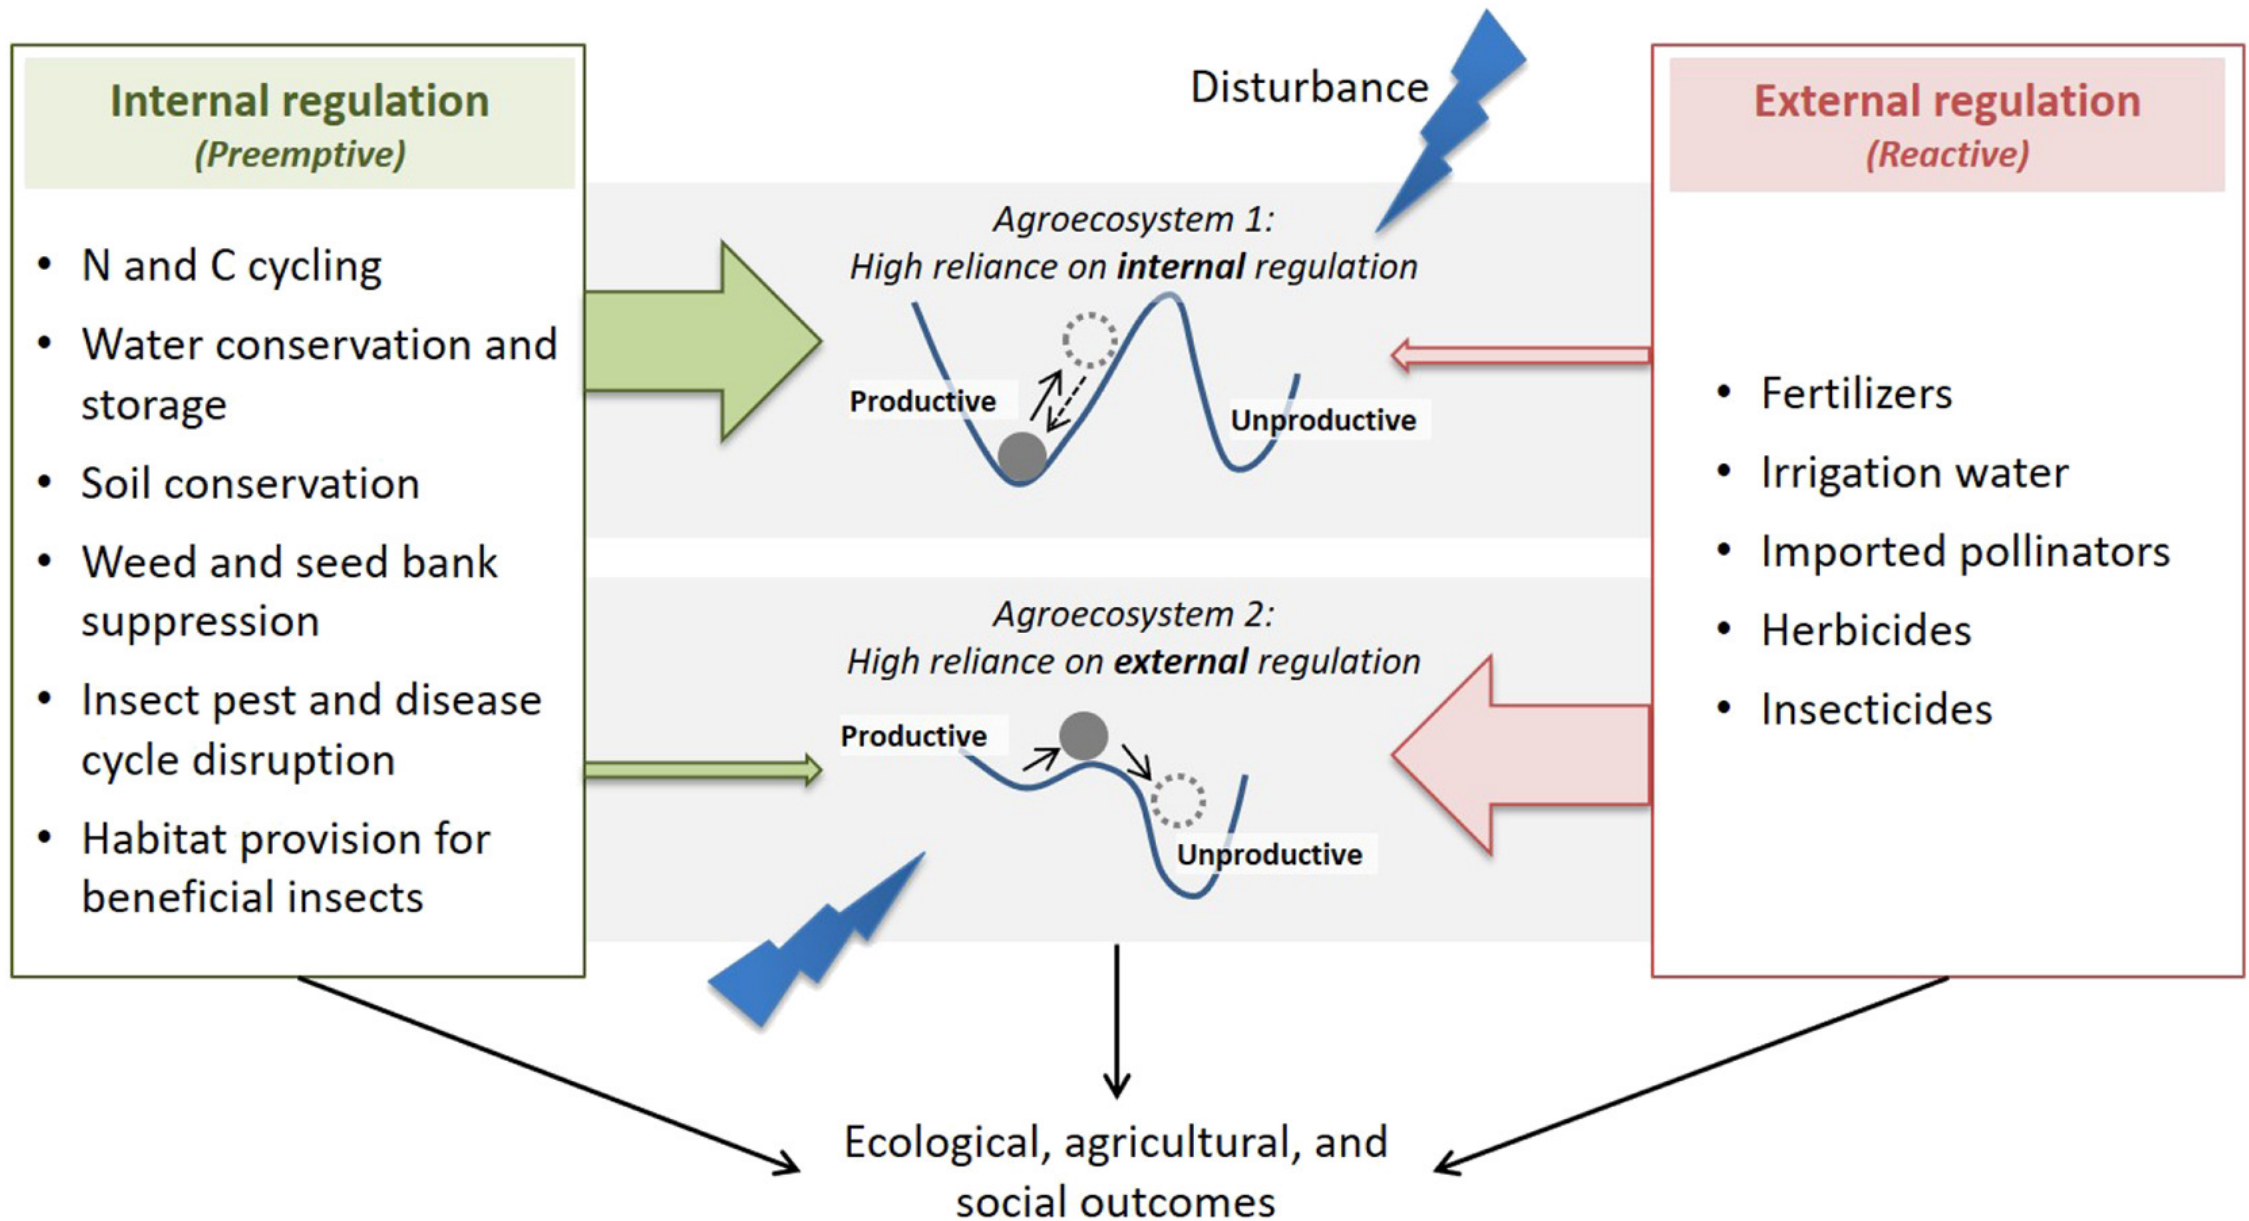 Internal regulation
(Preemptive)
• N and C cycling
• Water conservation and
storage
• Soil conservation
• Weed and seed bank
suppression
• Insect pest and disease
cycle disruption
• Habitat provision for
beneficial insects
Disturbance
Agroecosystem 1:
High reliance on internal regulation
Productive
Unproductive
Agroecosystem 2:
High reliance on external regulation
Productive
Unproductive
External regulation
(Reactive)
• Fertilizers
• Irrigation water
• Imported pollinators
• Herbicides
• Insecticides
Ecological, agricultural, and
social outcomes